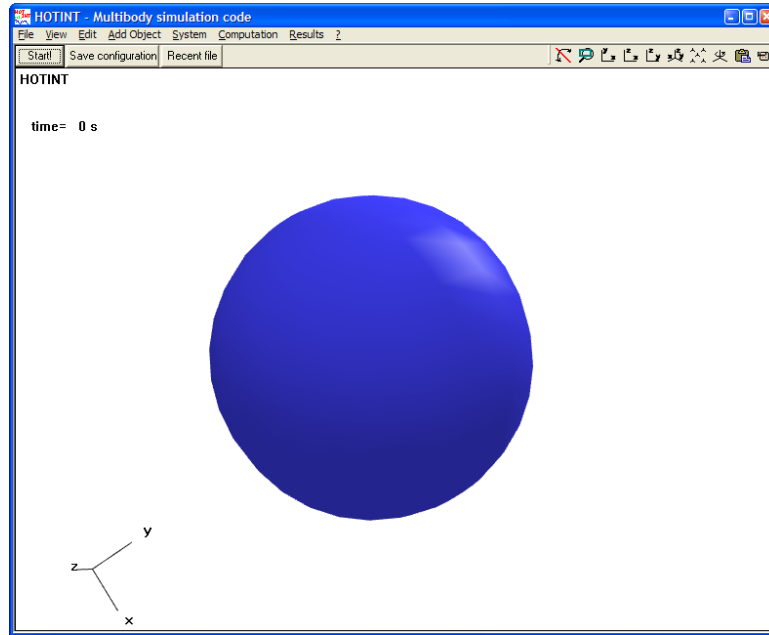 HOTINT - Multibody simulation code
File View Edit Add Object System Computation Results ?
Start! Save configuration Recent file
HOTINT
time= 0 s
y
z
x